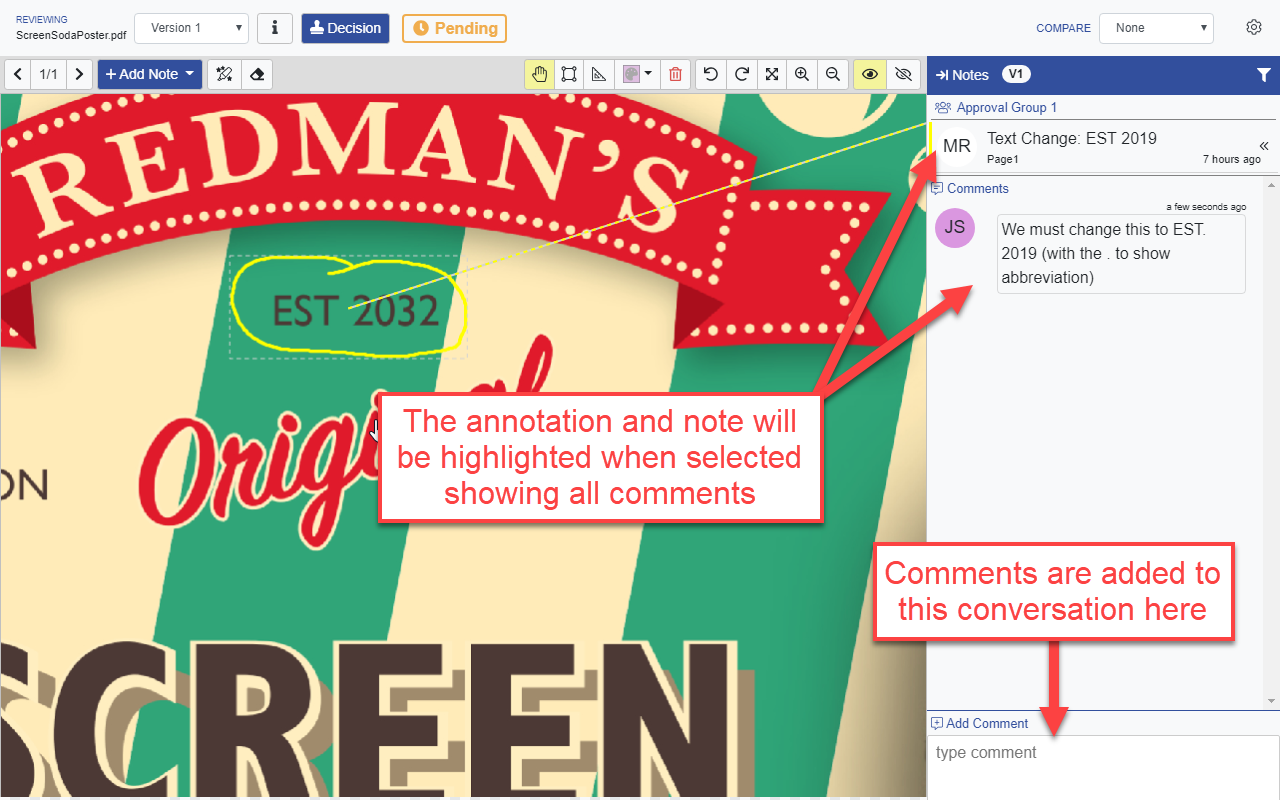 REVIEWING
ScreenSodaPoster.pdf
Version 1
i
Decision
Pending
COMPARE
None
1/1
+ Add Note
Notes
V1
Approval Group 1
MR
Text Change: EST 2019
Page1
7 hours ago
Comments
a few seconds ago
JS
We must change this to EST.
2019 (with the . to show
abbreviation)
REDMAN'S
EST 2032
Original
ON
The annotation and note will
be highlighted when selected
showing all comments
SCREEN
Comments are added to
this conversation here
Add Comment
type comment